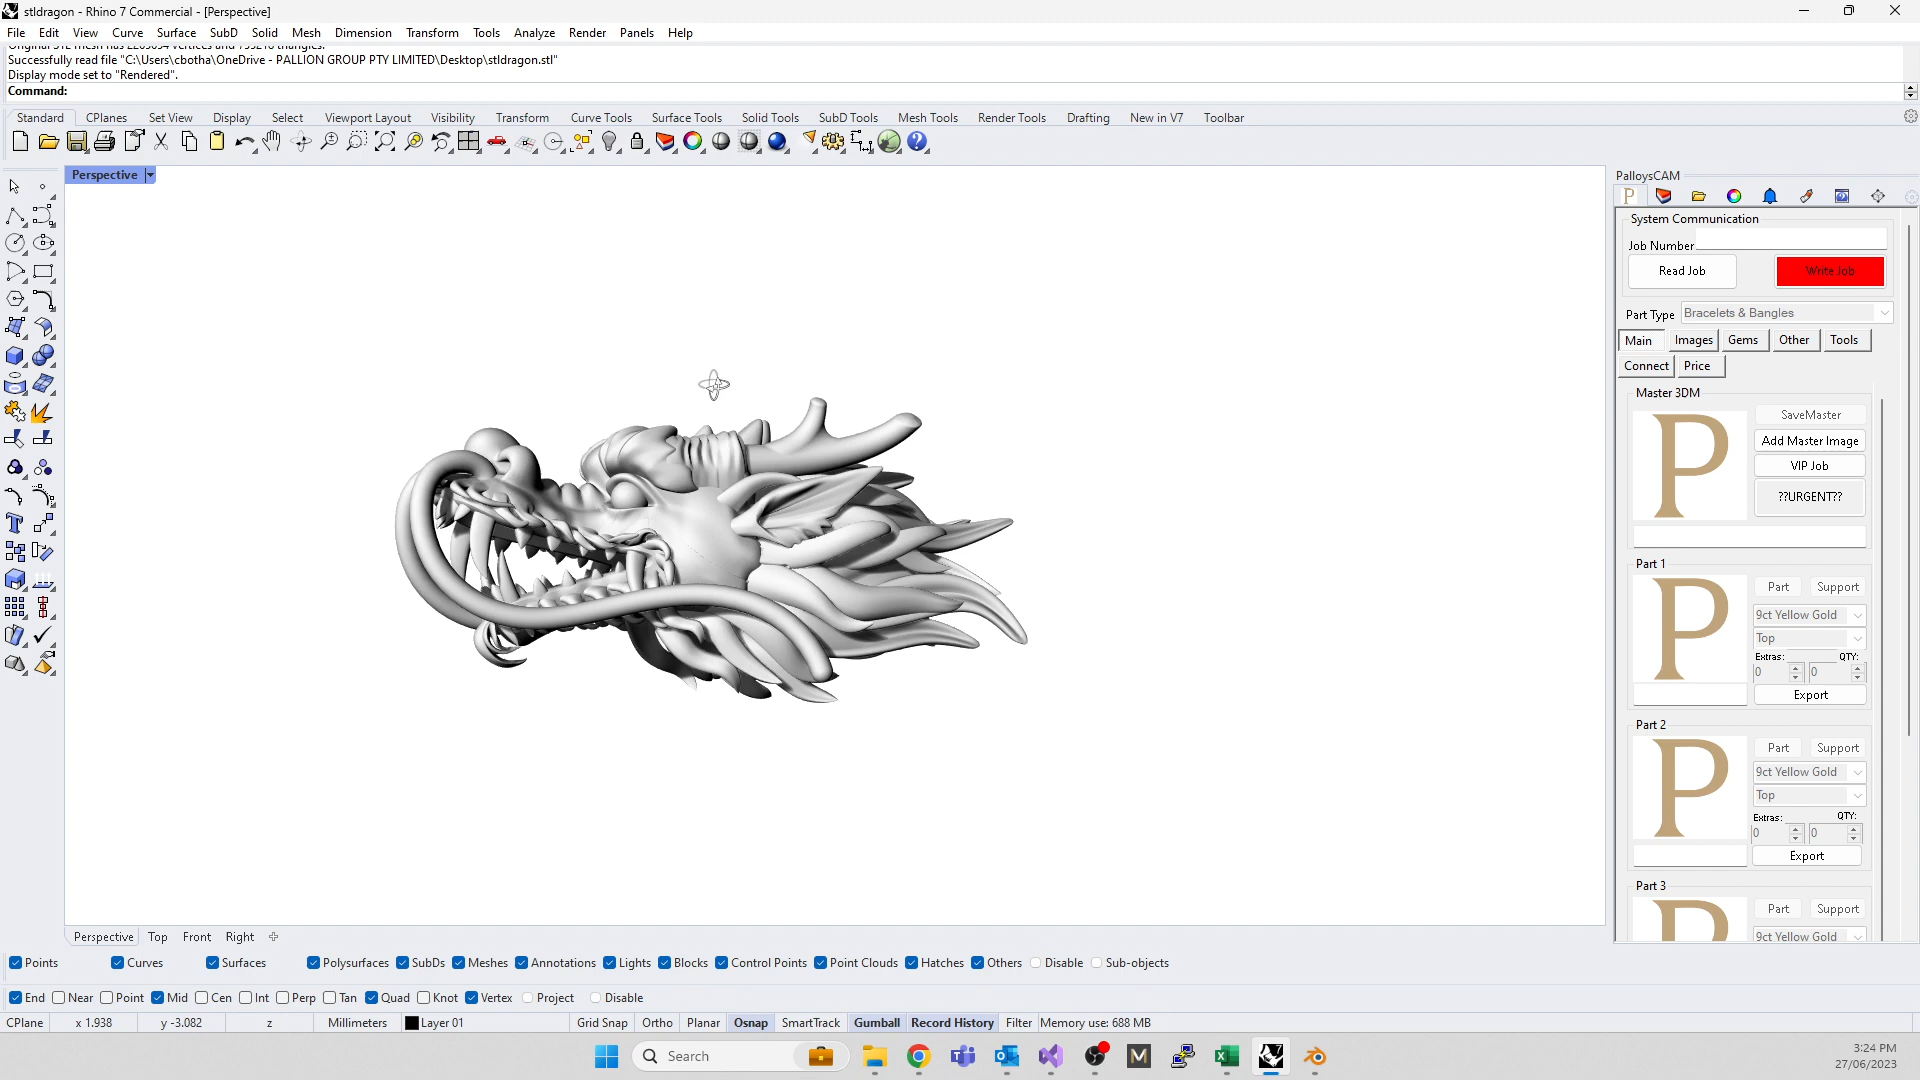 stldragon - Rhino 7 Commercial - [Perspective]
File Edit View Curve Surface SubD Solid Mesh Dimension Transform Tools Analyze Render Panels Help
Successfully read file "C:\Users\cbotha\OneDrive - PALLION GROUP PTY LIMITED\Desktop\stldragon.stl"
Display mode set to "Rendered".
Command:
Standard CPlanes Set View Display Select Viewport Layout Visibility Transform Curve Tools Surface Tools Solid Tools SubD Tools Mesh Tools Render Tools Drafting New in V7 Toolbar
Perspective
PalloysCAM
P
System Communication
Job Number
Read Job Write Job
Part Type Bracelets & Bangles
Main Images Gems Other Tools
Connect Price
Master 3DM
P
SaveMaster
Add Master Image
VIP Job
??URGENT??
Part 1
P
Part Support
9ct Yellow Gold
Top
Extras: QTY:
0 0
Export
Part 2
P
Part Support
9ct Yellow Gold
Top
Extras: QTY:
0 0
Export
Part 3
P
Part Support
9ct Yellow Gold
Perspective Top Front Right
Points Curves Surfaces Polysurfaces SubDs Meshes Annotations Lights Blocks Control Points Point Clouds Hatches Others Disable Sub-objects
End Near Point Mid Cen Int Perp Tan Quad Knot Vertex Project Disable
CPlane x 1.938 y -3.082 z Millimeters Layer 01 Grid Snap Ortho Planar Osnap SmartTrack Gumball Record History Filter Memory use: 688 MB
Search
M
3:24 PM
27/06/2023